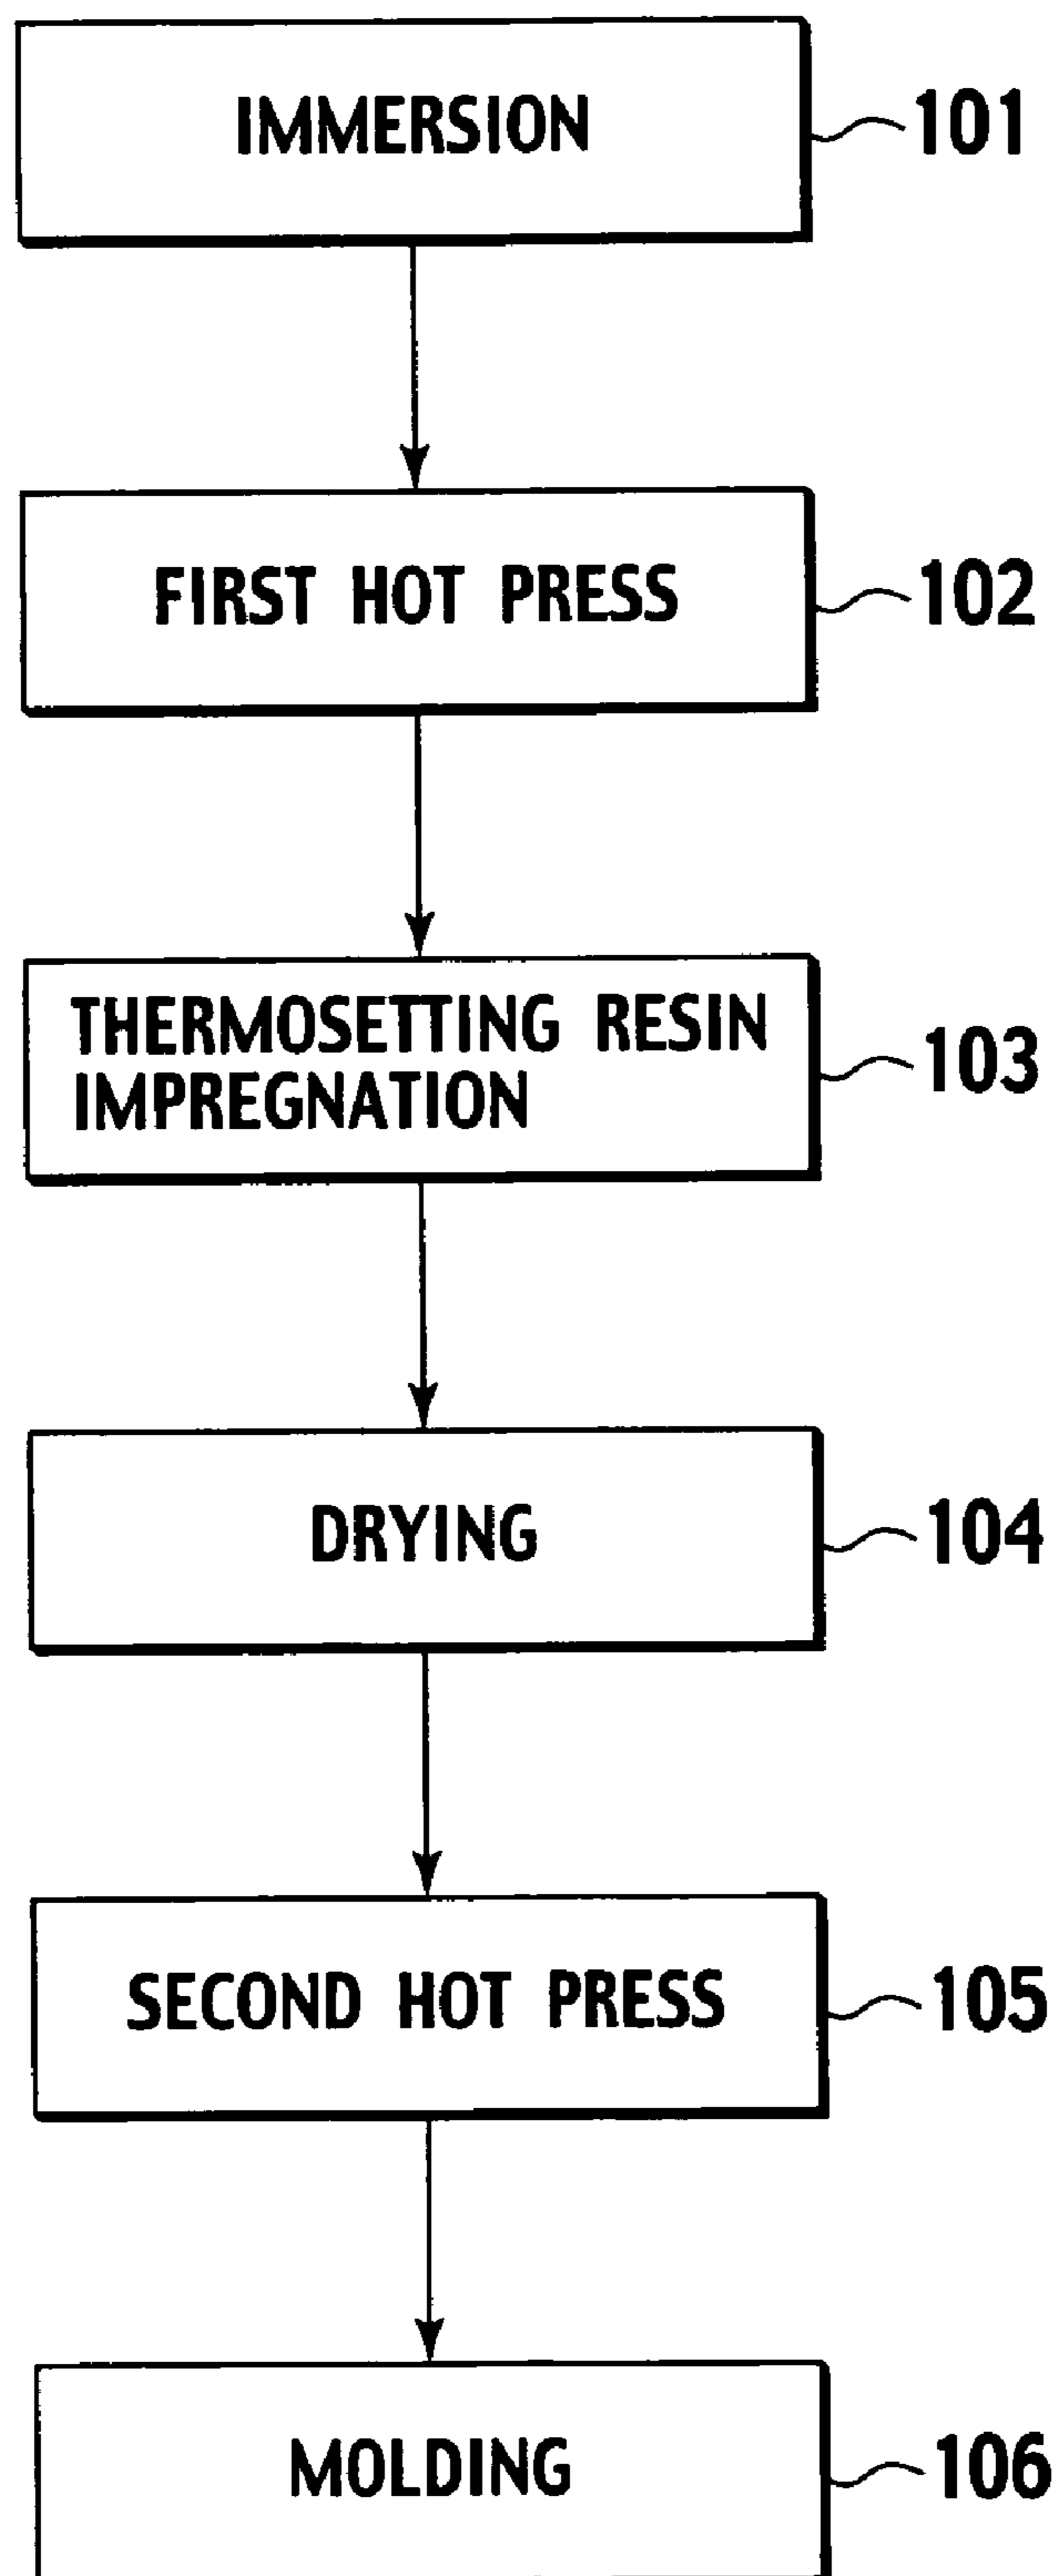 IMMERSION
101
FIRST HOT PRESS
102
THERMOSETTING RESIN
IMPREGNATION
103
DRYING
104
SECOND HOT PRESS
105
MOLDING
106